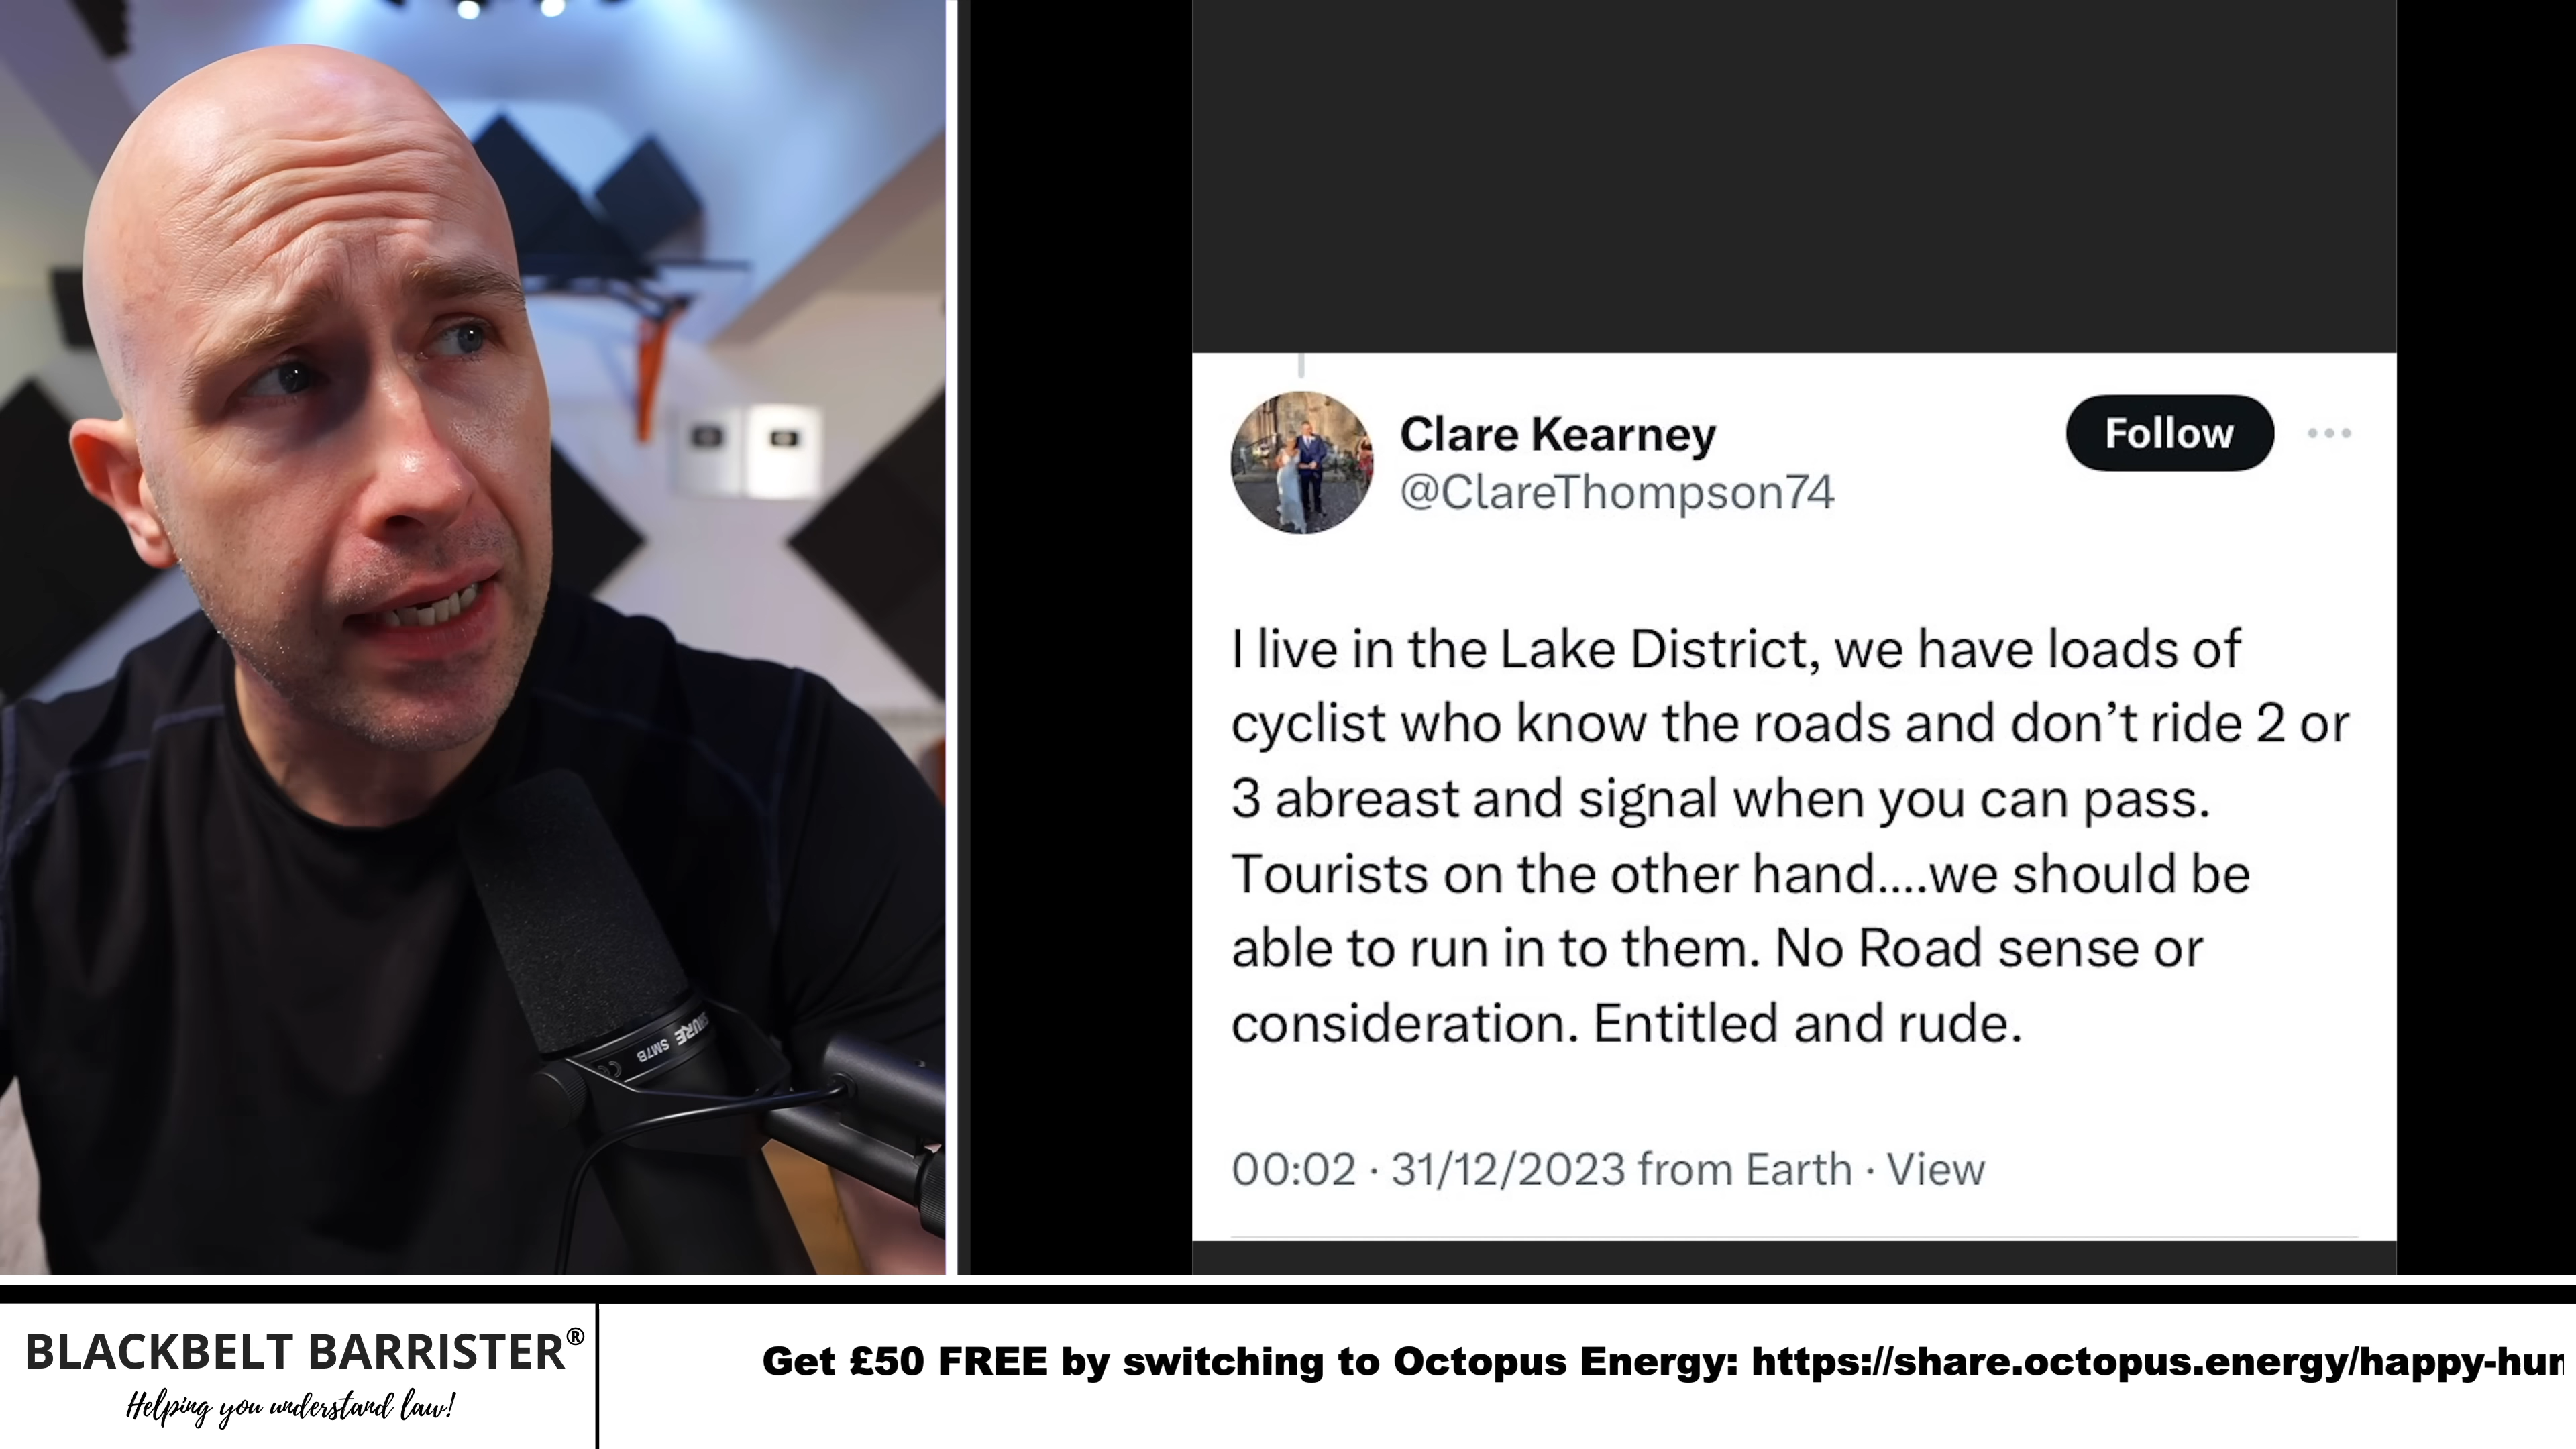 Clare Kearney
Follow
@ClareThompson74
I live in the Lake District, we have loads of
cyclist who know the roads and don’t ride 2 or
3 abreast and signal when you can pass.
Tourists on the other hand....we should be
able to run in to them. No Road sense or
consideration. Entitled and rude.
00:02 · 31/12/2023 from Earth · View
SHURE SM7B
BLACKBELT BARRISTER®
Helping you understand law!
Get £50 FREE by switching to Octopus Energy: https://share.octopus.energy/happy-hun